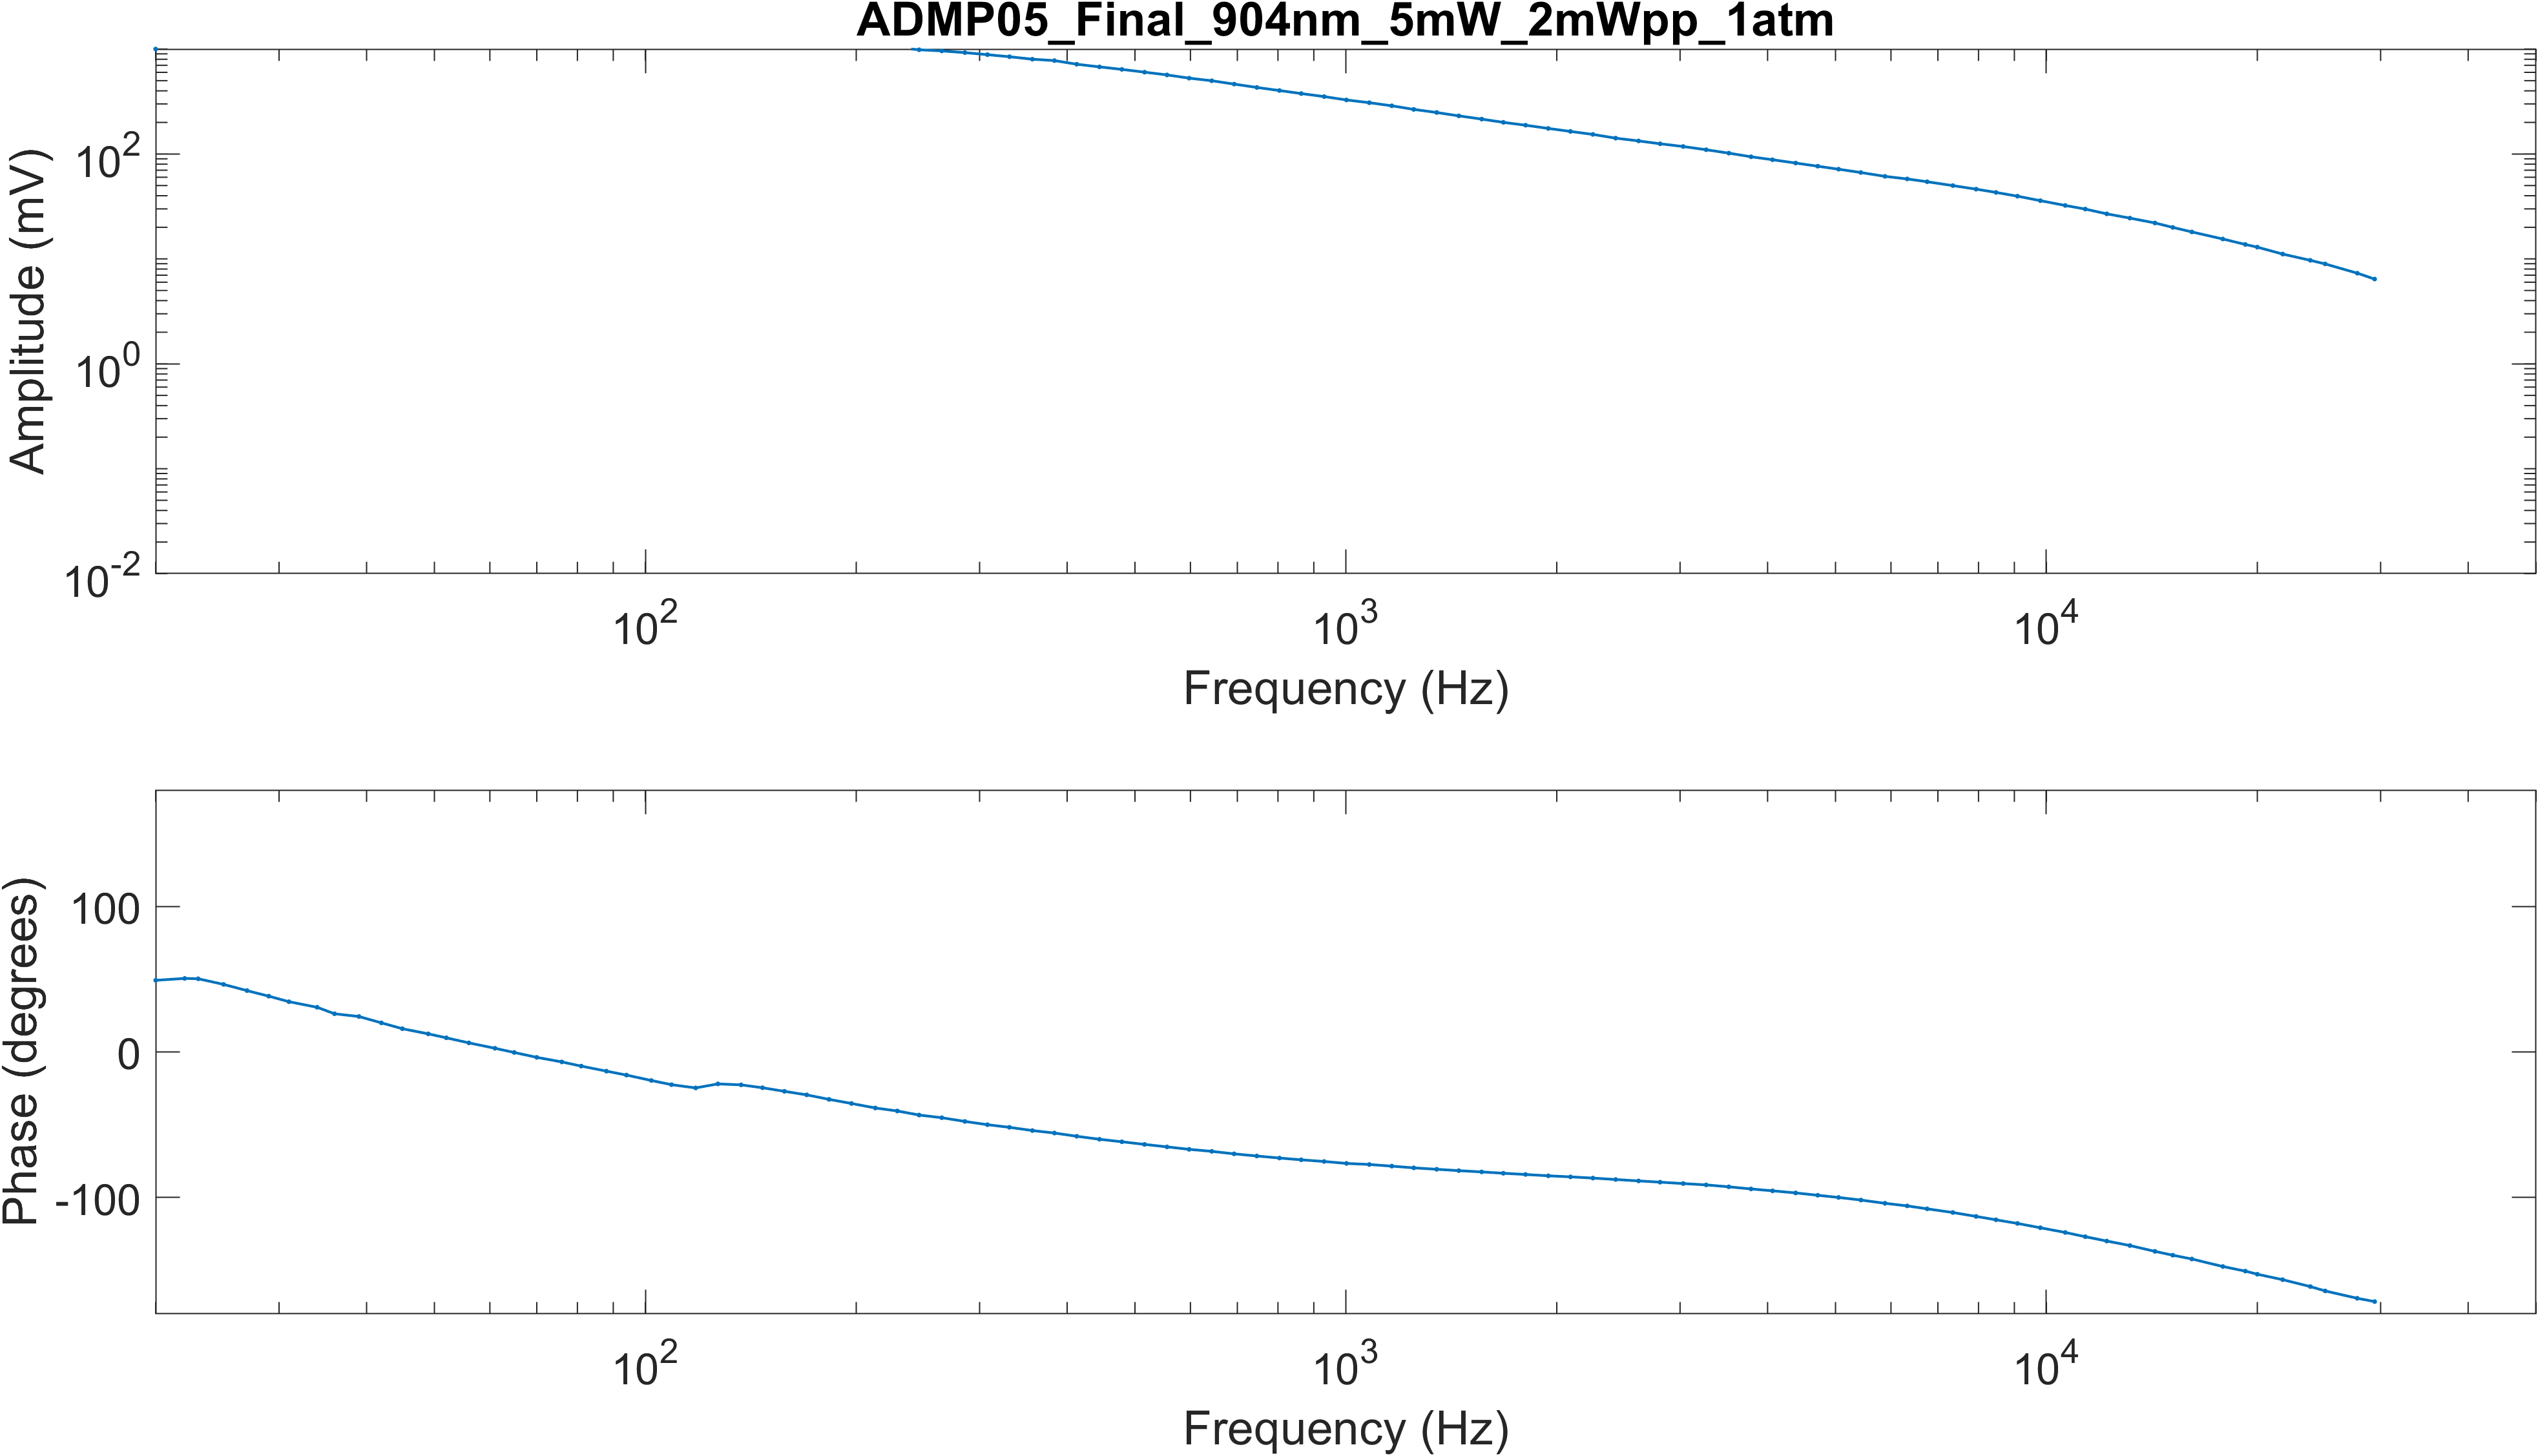 ADMP05_Final_904nm_5mW_2mWpp_1atm
Amplitude (mV)
10^2
10^0
10^-2
10^2
10^3
10^4
Frequency (Hz)
Phase (degrees)
100
0
-100
10^2
10^3
10^4
Frequency (Hz)